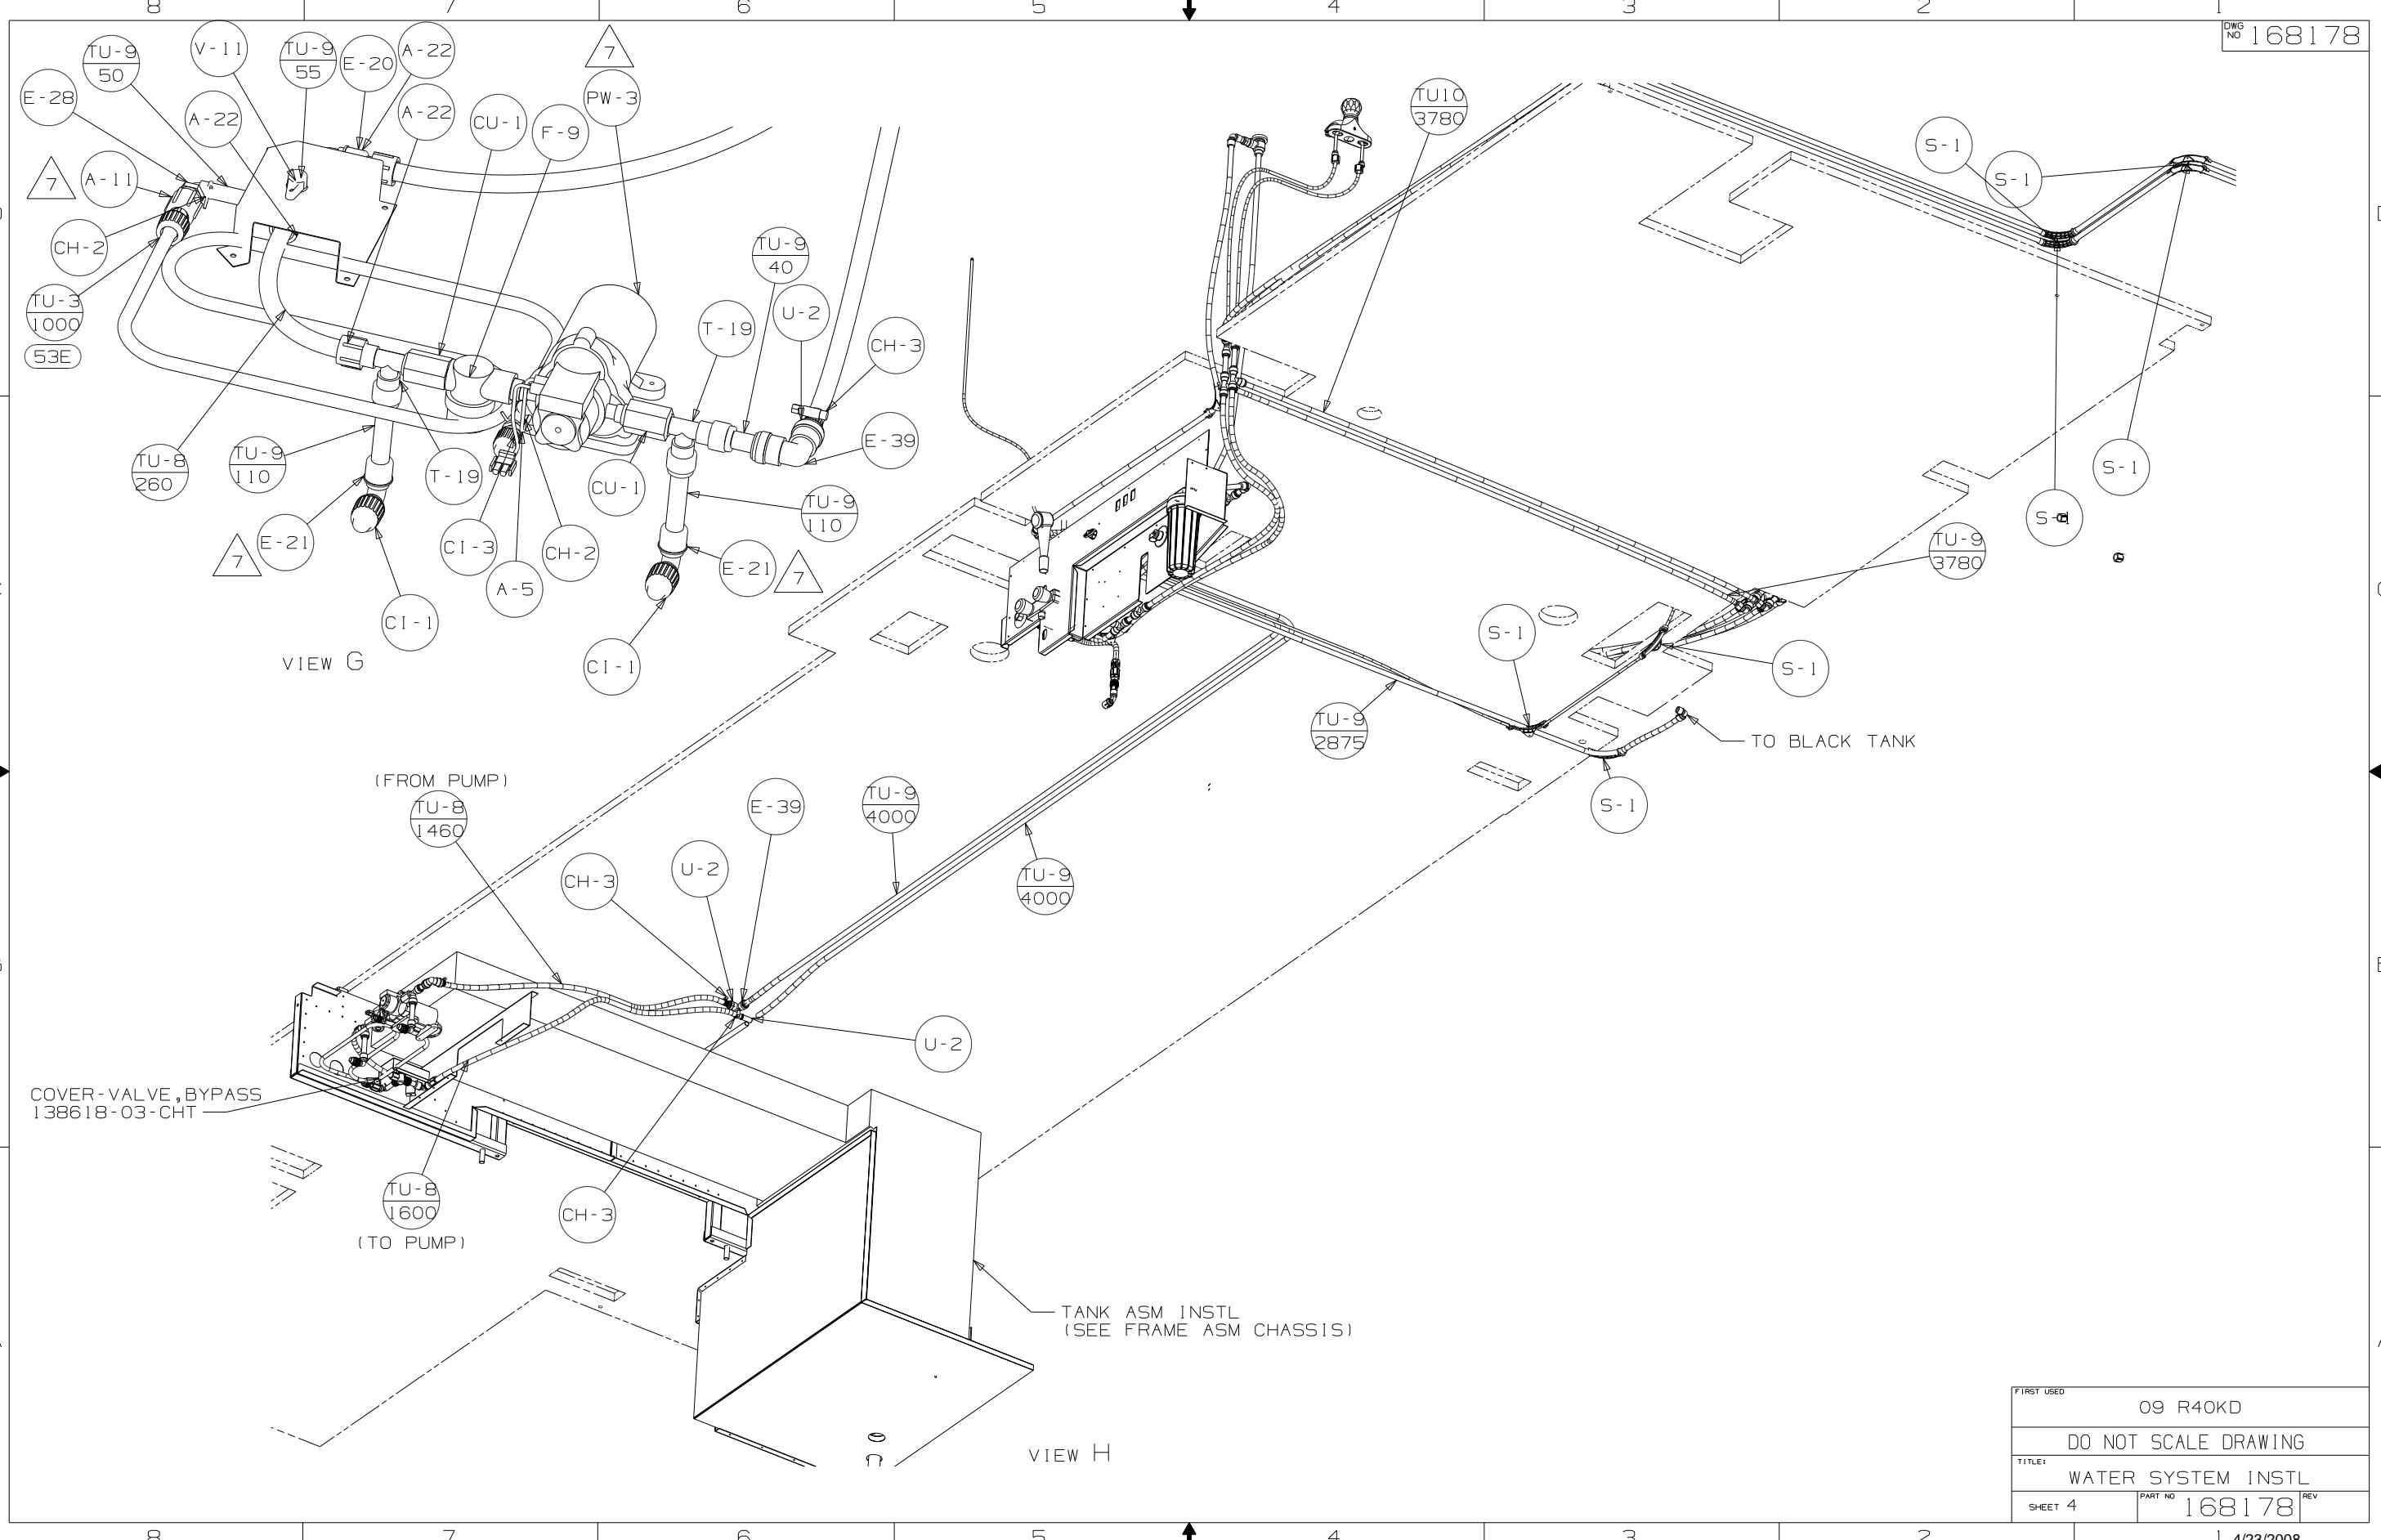 8 7 6 5 4 3 2 1
DWG NO 168178
TU-9 50
V-11
TU-9 55
E-20
A-22
7
PW-3
E-28
A-22
A-22
CU-1
F-9
7
A-11
CH-2
TU-3 1000
53E
TU-9 40
U-2
T-19
CH-3
E-39
TU-8 260
TU-9 110
T-19
CU-1
TU-9 110
7
E-21
CI-3
CH-2
A-5
E-21
7
CI-1
CI-1
VIEW G
TU10 3780
S-1
S-1
S-1
S-1
TU-9 3780
S-1
S-1
TU-9 2875
TO BLACK TANK
S-1
(FROM PUMP)
TU-8 1460
E-39
TU-9 4000
CH-3
U-2
TU-9 4000
U-2
COVER-VALVE,BYPASS
138618-03-CHT
TU-8 1600
(TO PUMP)
CH-3
TANK ASM INSTL
(SEE FRAME ASM CHASSIS)
VIEW H
FIRST USED
09 R40KD
DO NOT SCALE DRAWING
TITLE:
WATER SYSTEM INSTL
SHEET 4 PART NO 168178 REV
8 7 6 5 4 3 2 1
4/23/2008